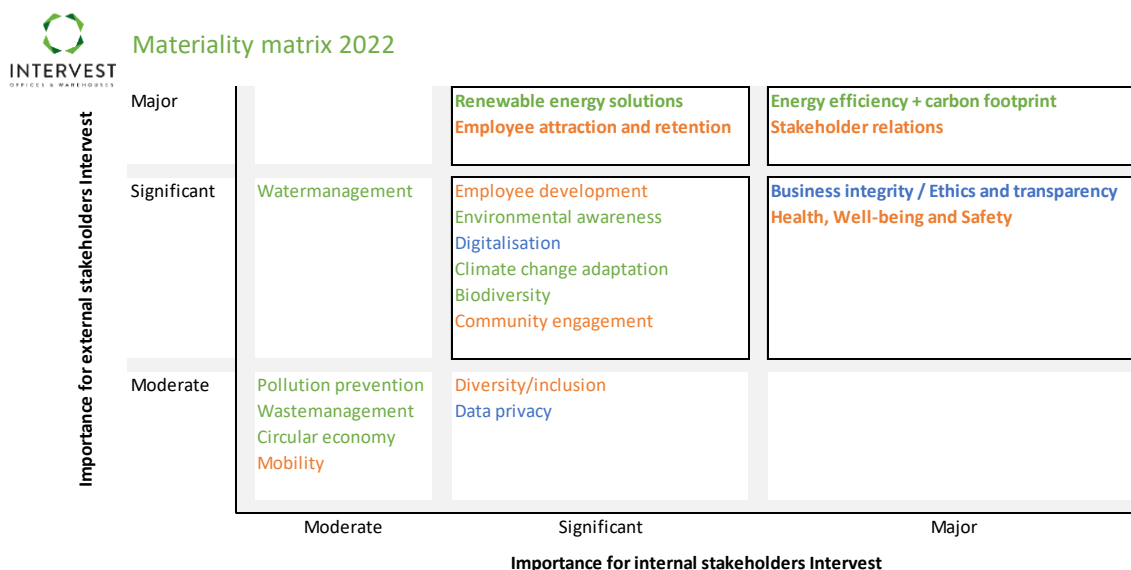 INTERVEST
OFFICES & WAREHOUSES
Materiality matrix 2022
Importance for external stakeholders Intervest
Major
Renewable energy solutions
Employee attraction and retention
Energy efficiency + carbon footprint
Stakeholder relations
Significant
Watermanagement
Employee development
Environmental awareness
Digitalisation
Climate change adaptation
Biodiversity
Community engagement
Business integrity / Ethics and transparency
Health, Well-being and Safety
Moderate
Pollution prevention
Wastemanagement
Circular economy
Mobility
Diversity/inclusion
Data privacy
Moderate
Significant
Major
Importance for internal stakeholders Intervest